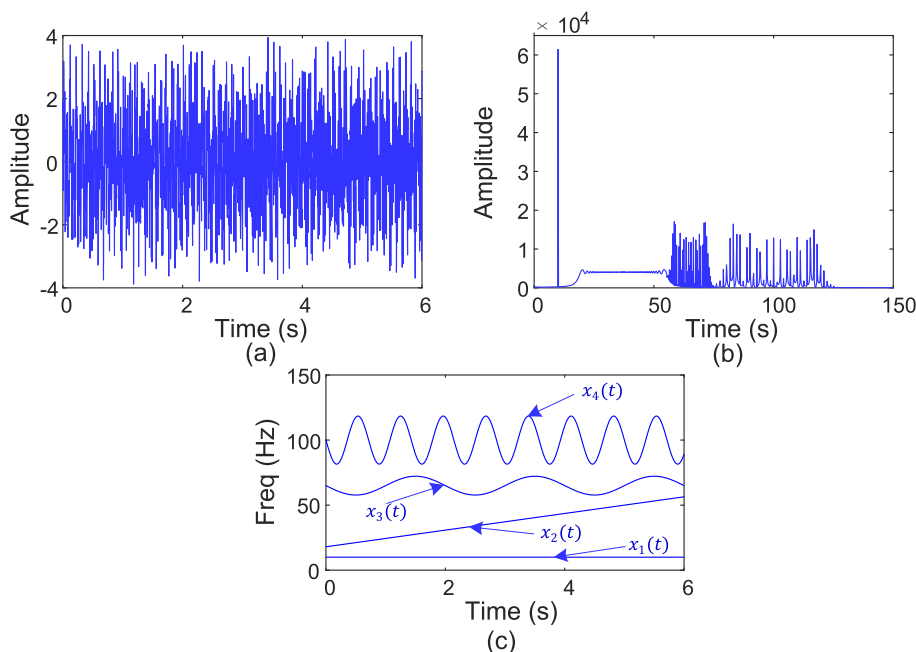 4
2
0
-2
-4
Amplitude
0 2 4 6
Time (s)
(a)
× 10⁴
6
5
4
3
2
1
0
Amplitude
0 50 100 150
Time (s)
(b)
150
100
50
0
Freq (Hz)
x₄(t)
x₃(t)
x₂(t)
x₁(t)
0 2 4 6
Time (s)
(c)